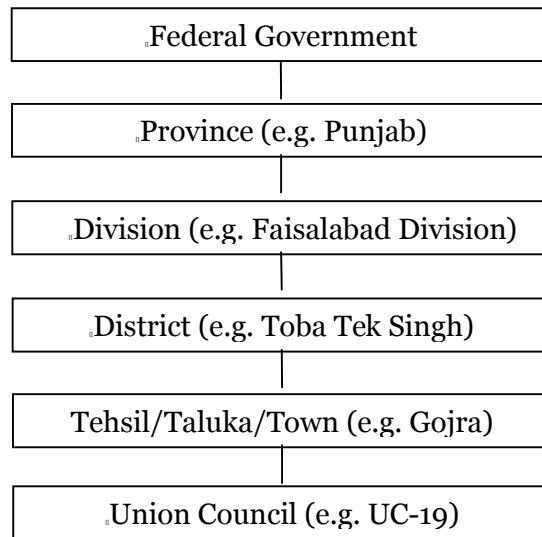 Federal Government
Province (e.g. Punjab)
Division (e.g. Faisalabad Division)
District (e.g. Toba Tek Singh)
Tehsil/Taluka/Town (e.g. Gojra)
Union Council (e.g. UC-19)